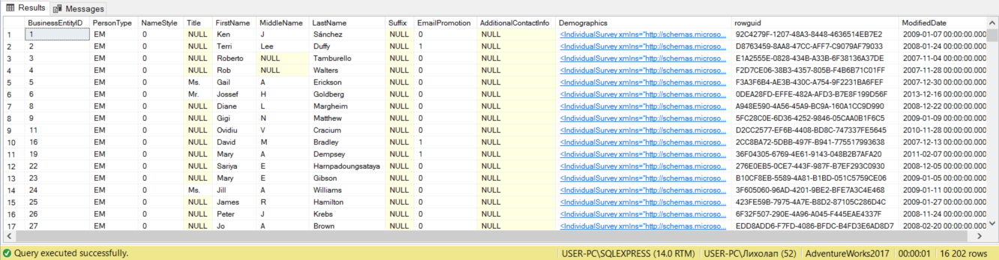 Results Messages
BusinessEntityID PersonType NameStyle Title FirstName MiddleName LastName Suffix EmailPromotion AdditionalContactInfo Demographics rowguid ModifiedDate
1 1 EM 0 NULL Ken J Sánchez NULL 0 NULL <IndividualSurvey xmlns="http://schemas.microso... 92C4279F-1207-48A3-8448-4636514EB7E2 2009-01-07 00:00:00.000
2 2 EM 0 NULL Terri Lee Duffy NULL 1 NULL <IndividualSurvey xmlns="http://schemas.microso... D8763459-8AA8-47CC-AFF7-C9079AF79033 2008-01-24 00:00:00.000
3 3 EM 0 NULL Roberto NULL Tamburello NULL 0 NULL <IndividualSurvey xmlns="http://schemas.microso... E1A2555E-0828-434B-A33B-6F38136A37DE 2007-11-04 00:00:00.000
4 4 EM 0 NULL Rob NULL Walters NULL 0 NULL <IndividualSurvey xmlns="http://schemas.microso... F2D7CE06-38B3-4357-805B-F4B6B71C01FF 2007-11-28 00:00:00.000
5 5 EM 0 Ms. Gail A Erickson NULL 0 NULL <IndividualSurvey xmlns="http://schemas.microso... F3A3F6B4-AE3B-430C-A754-9F2231BA6FEF 2007-12-30 00:00:00.000
6 6 EM 0 Mr. Jossef H Goldberg NULL 0 NULL <IndividualSurvey xmlns="http://schemas.microso... 0DEA28FD-EFFE-482A-AFD3-B7E8F199D56F 2013-12-16 00:00:00.000
7 8 EM 0 NULL Diane L Margheim NULL 0 NULL <IndividualSurvey xmlns="http://schemas.microso... A948E590-4A56-45A9-BC9A-160A1CC9D990 2008-12-22 00:00:00.000
8 9 EM 0 NULL Gigi N Matthew NULL 0 NULL <IndividualSurvey xmlns="http://schemas.microso... 5FC28C0E-6D36-4252-9846-05CAA0B1F6C5 2009-01-09 00:00:00.000
9 11 EM 0 NULL Ovidiu V Cracium NULL 0 NULL <IndividualSurvey xmlns="http://schemas.microso... D2CC2577-EF6B-4408-BD8C-747337FE5645 2010-11-28 00:00:00.000
10 16 EM 0 NULL David M Bradley NULL 1 NULL <IndividualSurvey xmlns="http://schemas.microso... 2CC8BA72-5DBB-497F-B941-775517993638 2007-12-13 00:00:00.000
11 19 EM 0 NULL Mary A Dempsey NULL 1 NULL <IndividualSurvey xmlns="http://schemas.microso... 36F04305-6769-4E61-9143-048B2B7AFA20 2011-02-07 00:00:00.000
12 22 EM 0 NULL Sariya E Harnpadoungsataya NULL 0 NULL <IndividualSurvey xmlns="http://schemas.microso... 276E0EB5-0CE7-443F-987F-B7EF293C0930 2008-12-05 00:00:00.000
13 23 EM 0 NULL Mary E Gibson NULL 0 NULL <IndividualSurvey xmlns="http://schemas.microso... B10CF8EB-5589-4A81-B1BD-051C5759CE06 2009-01-05 00:00:00.000
14 24 EM 0 Ms. Jill A Williams NULL 0 NULL <IndividualSurvey xmlns="http://schemas.microso... 3F605060-96AD-4201-9BE2-BFE7A3C4E468 2009-01-11 00:00:00.000
15 25 EM 0 NULL James R Hamilton NULL 0 NULL <IndividualSurvey xmlns="http://schemas.microso... 423FE59B-7975-4A7E-B8D2-87105C286D4C 2009-01-27 00:00:00.000
16 26 EM 0 NULL Peter J Krebs NULL 0 NULL <IndividualSurvey xmlns="http://schemas.microso... 6F32F507-290E-4A96-A045-F445EAE4337F 2008-11-24 00:00:00.000
17 27 EM 0 NULL Jo A Brown NULL 0 NULL <IndividualSurvey xmlns="http://schemas.microso... EDD8ADD6-F7FD-4086-BFDC-B4FD3E6AD8D7 2008-02-20 00:00:00.000
Query executed successfully. USER-PC\SQLEXPRESS (14.0 RTM) USER-PC\Лихолап (52) AdventureWorks2017 00:00:01 16 202 rows